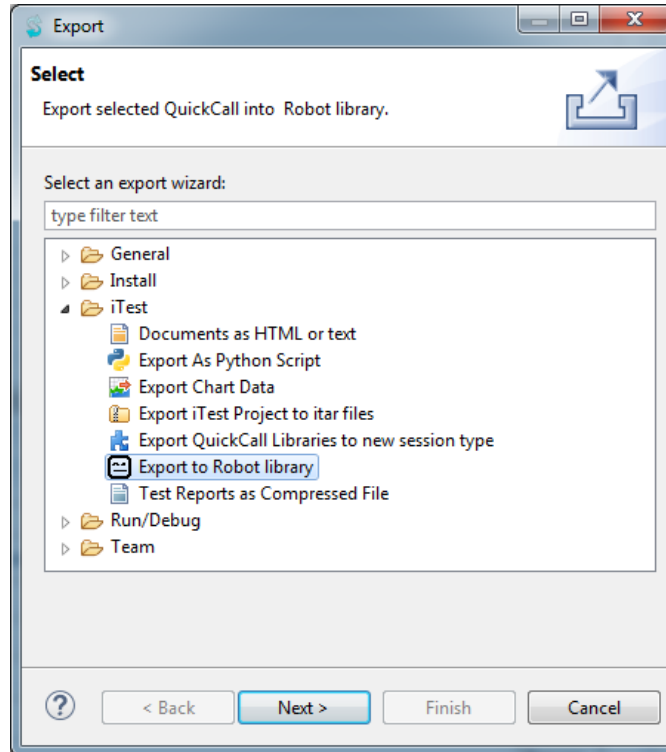 Export
Select
Export selected QuickCall into Robot library.
Select an export wizard:
type filter text
General
Install
iTest
Documents as HTML or text
Export As Python Script
Export Chart Data
Export iTest Project to itar files
Export QuickCall Libraries to new session type
Export to Robot library
Test Reports as Compressed File
Run/Debug
Team
< Back Next > Finish Cancel